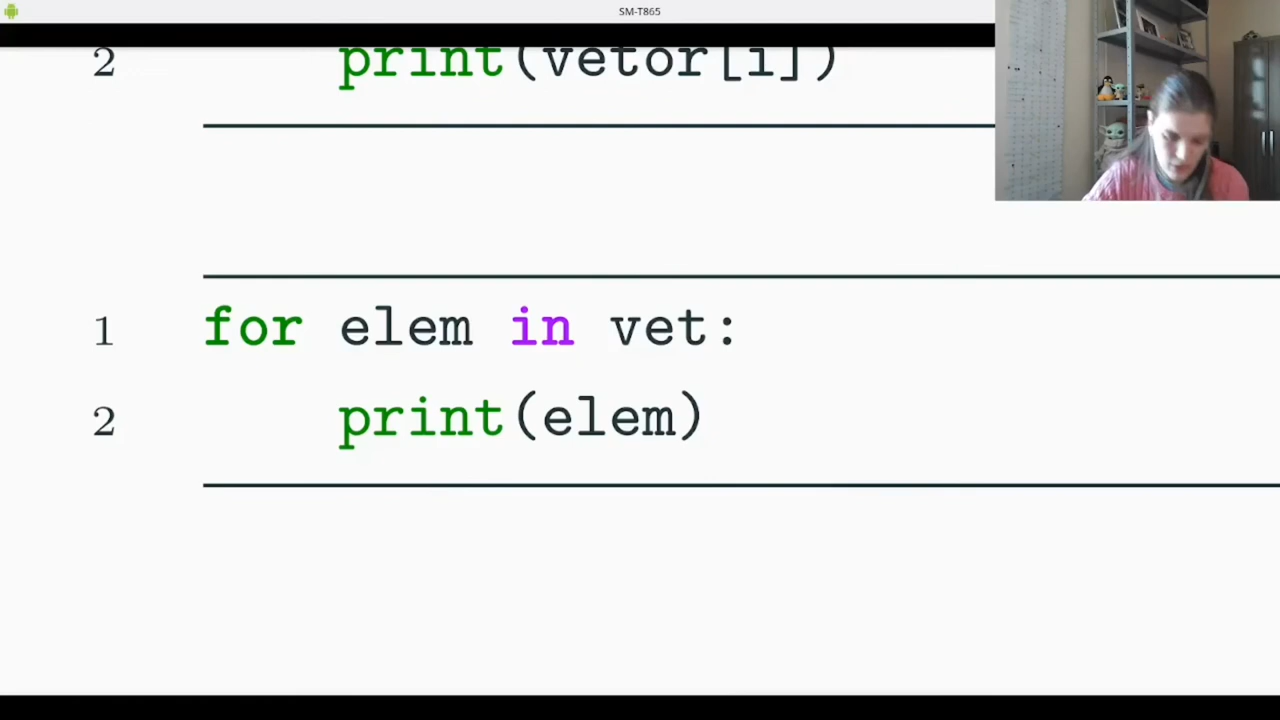 SM-T865
2 print(vetor[i])
1 for elem in vet:
2 print(elem)